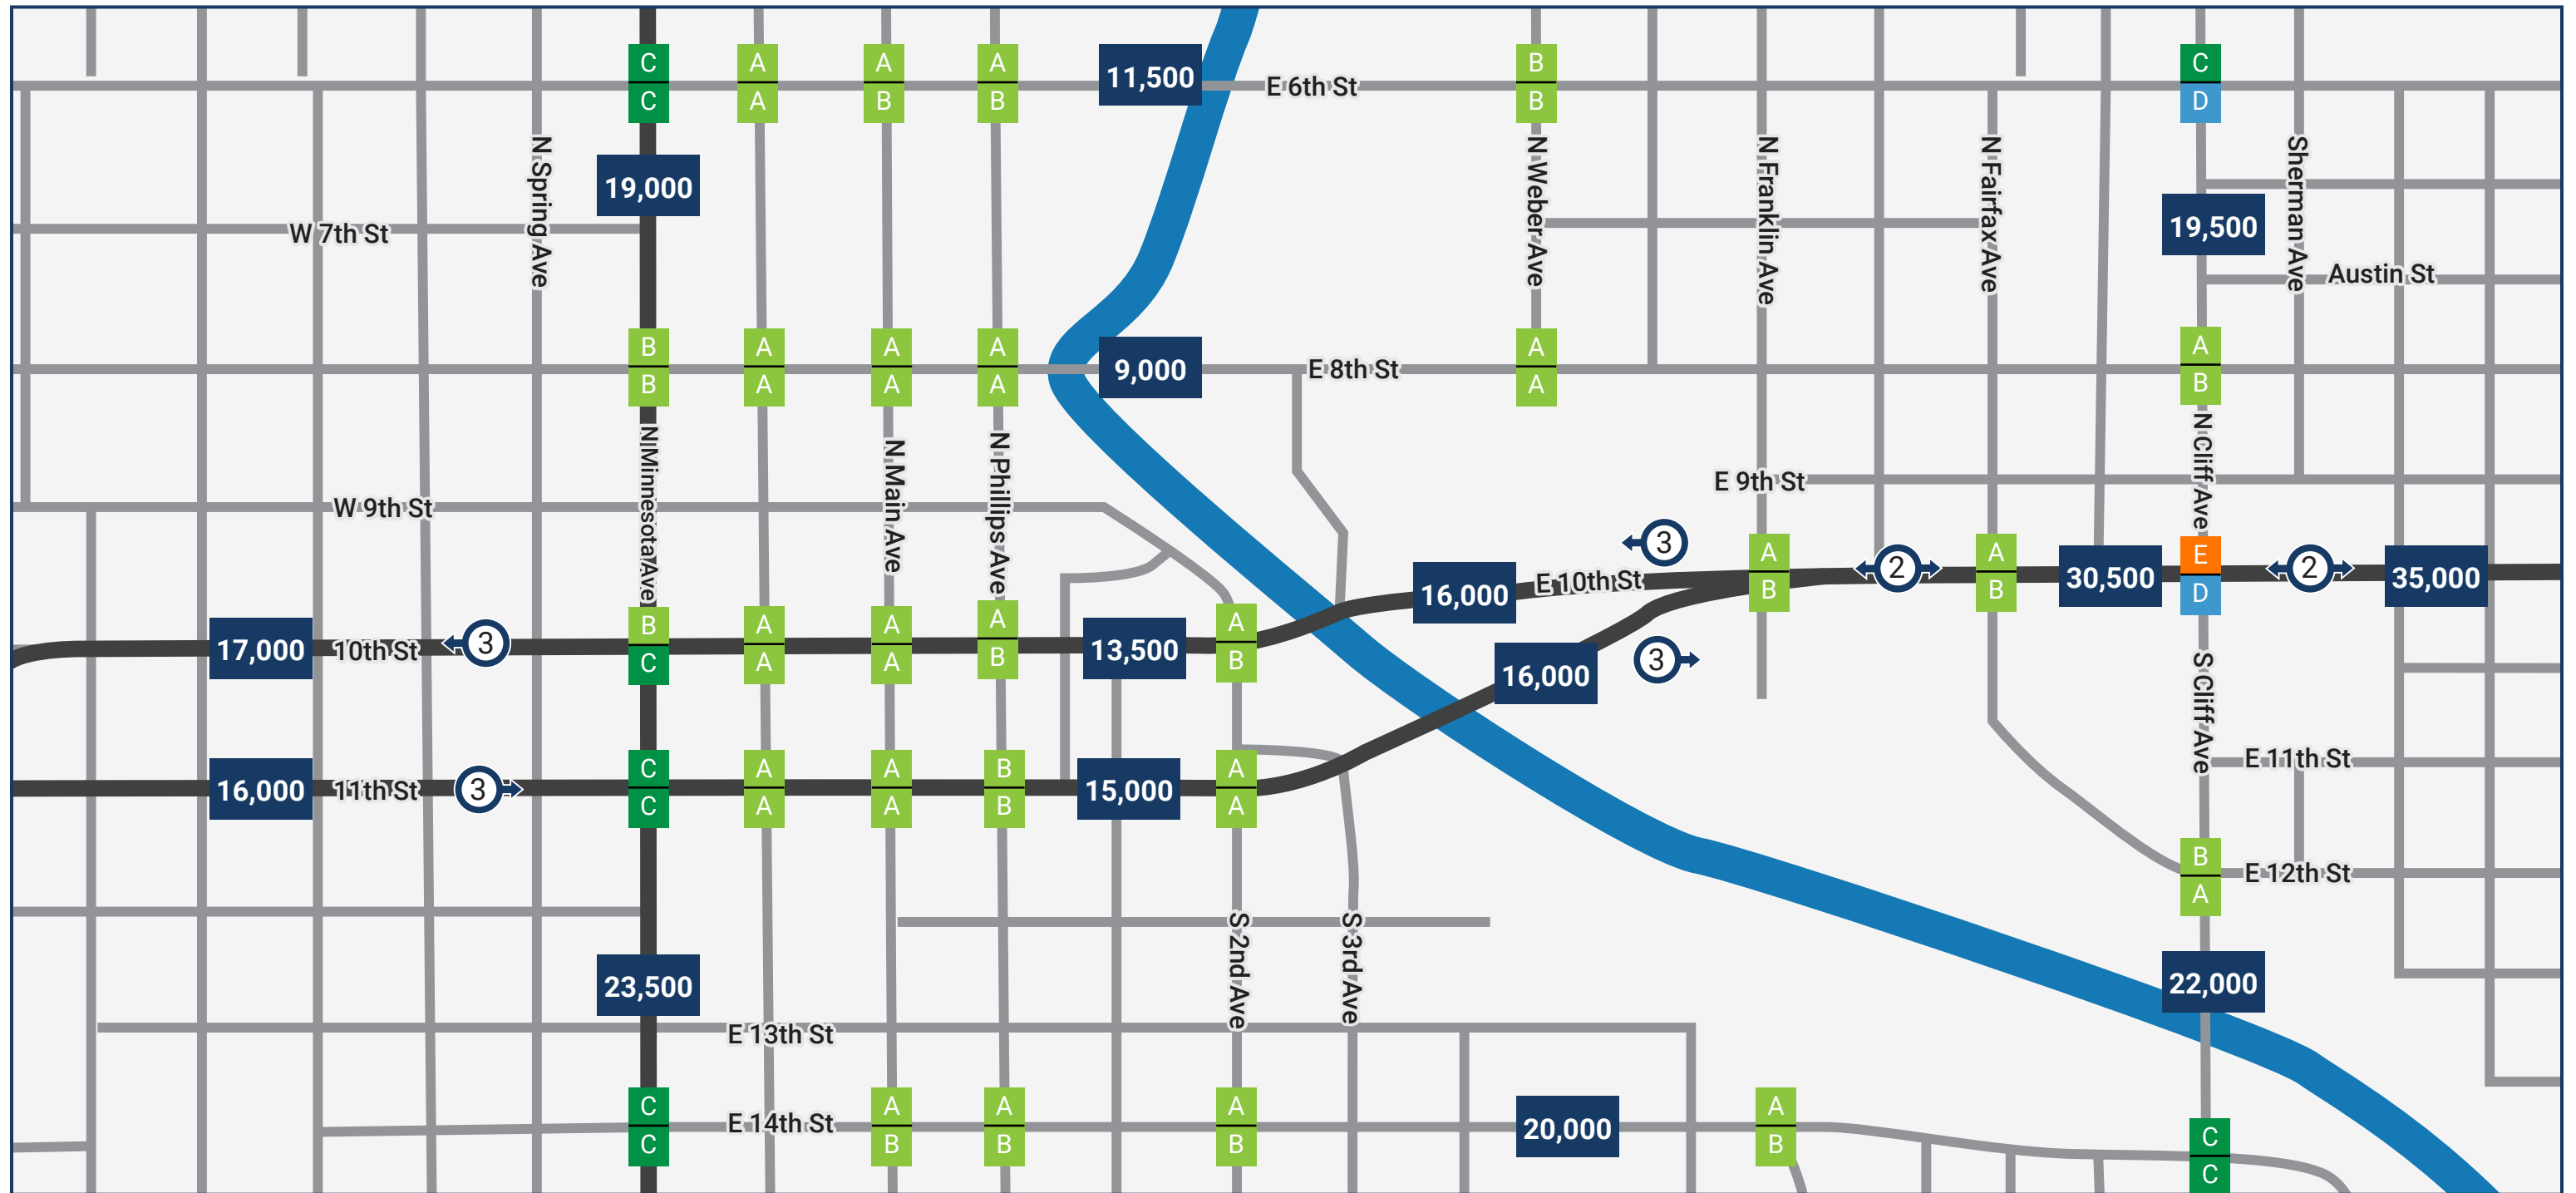 C A A A 11,500 B C
C A B B E 6th St B D
N Spring Ave
19,000
N Weber Ave
N Franklin Ave
N Fairfax Ave
Sherman Ave
19,500
W 7th St
Austin St
B A A A 9,000 E 8th St A A
B A A A A B
N Minnesota Ave
N Main Ave
N Phillips Ave
N Cliff Ave
E 9th St
W 9th St
3
A 2 A 30,500 E 2 35,000
B B D
16,000 E 10th St
17,000 10th St 3 B A A A 13,500 A
C A A B B
16,000 3
S Cliff Ave
E 11th St
16,000 11th St 3 C A A B 15,000 A
C A A B A
B E 12th St
A
S 2nd Ave
S 3rd Ave
23,500
22,000
E 13th St
C E 14th St A A A 20,000 A C
C B B B B C